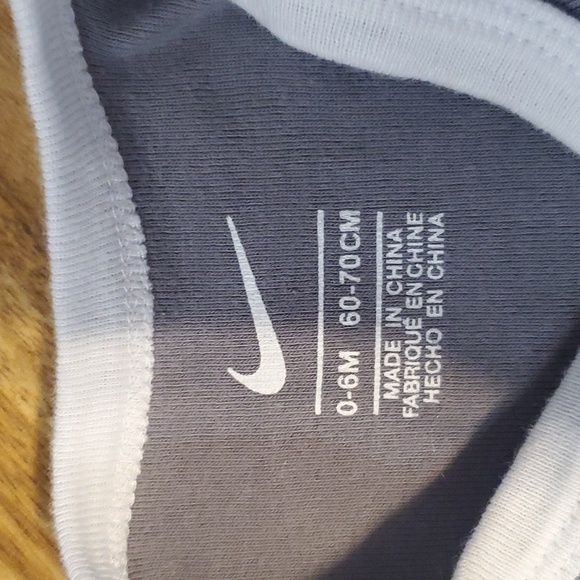 0-6M 60-70CM
MADE IN CHINA
FABRIQUÉ EN CHINE
HECHO EN CHINA